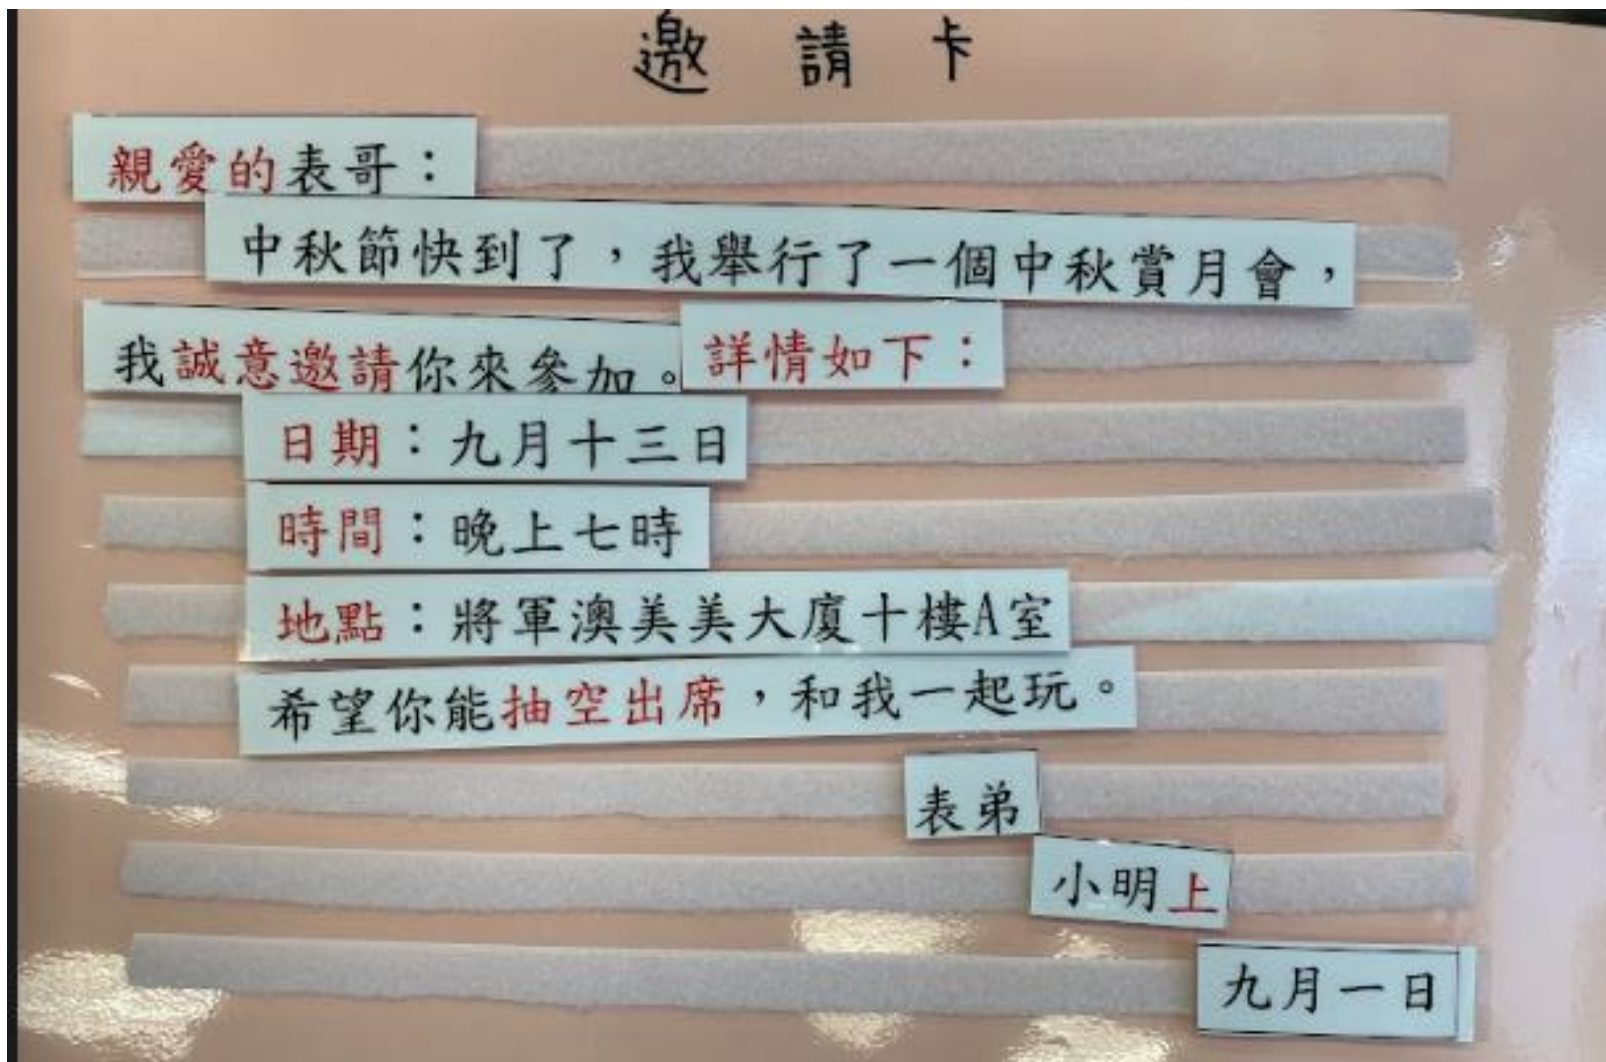 邀請卡
親愛的表哥：
中秋節快到了，我舉行了一個中秋賞月會，
我誠意邀請你來參加。詳情如下：
日期：九月十三日
時間：晚上七時
地點：將軍澳美美大廈十樓A室
希望你能抽空出席，和我一起玩。
表弟
小明上
九月一日